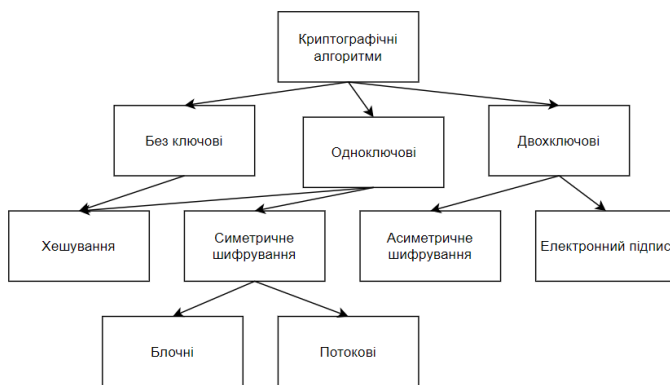 Криптографічні
алгоритми
Без ключові
Одноключові
Двохключові
Хешування
Симетричне
шифрування
Асиметричне
шифрування
Електронний підпис
Блочні
Потокові